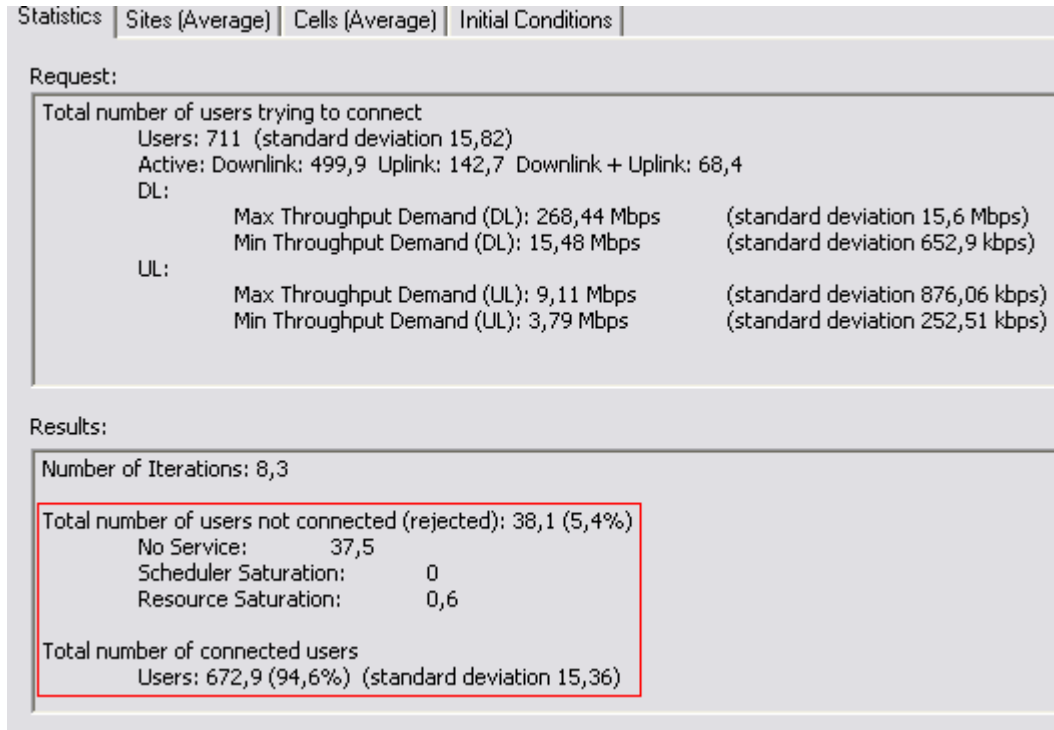 Statistics Sites (Average) Cells (Average) Initial Conditions
Request:
Total number of users trying to connect
Users: 711 (standard deviation 15,82)
Active: Downlink: 499,9 Uplink: 142,7 Downlink + Uplink: 68,4
DL:
Max Throughput Demand (DL): 268,44 Mbps (standard deviation 15,6 Mbps)
Min Throughput Demand (DL): 15,48 Mbps (standard deviation 652,9 kbps)
UL:
Max Throughput Demand (UL): 9,11 Mbps (standard deviation 876,06 kbps)
Min Throughput Demand (UL): 3,79 Mbps (standard deviation 252,51 kbps)
Results:
Number of Iterations: 8,3
Total number of users not connected (rejected): 38,1 (5,4%)
No Service: 37,5
Scheduler Saturation: 0
Resource Saturation: 0,6
Total number of connected users
Users: 672,9 (94,6%) (standard deviation 15,36)